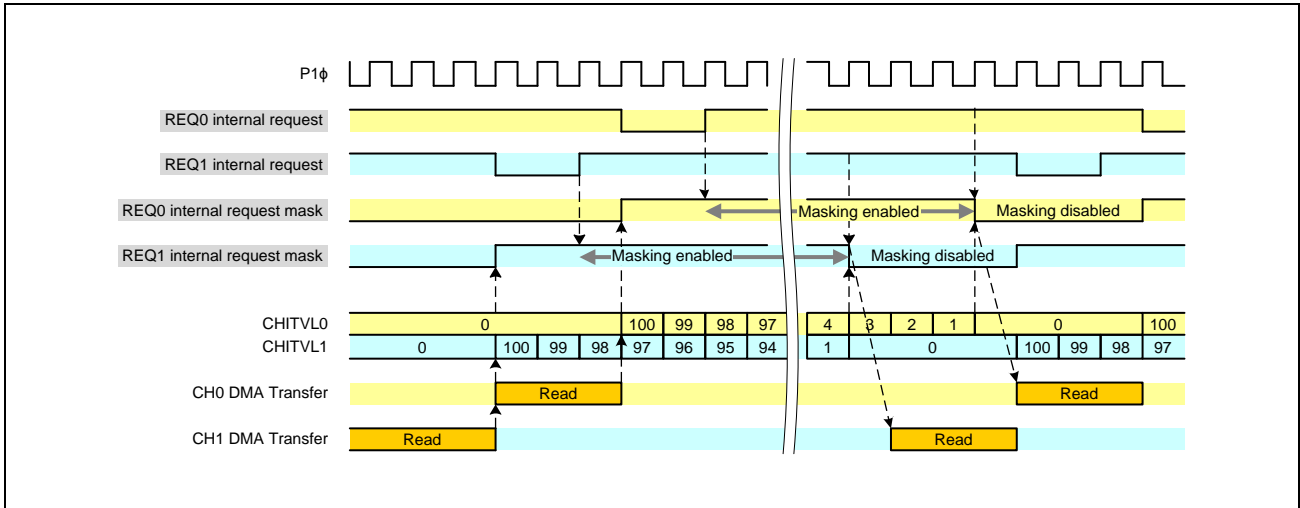 P1ϕ
REQ0 internal request
REQ1 internal request
REQ0 internal request mask Masking enabled Masking disabled
REQ1 internal request mask Masking enabled Masking disabled
CHITVL0 0 100 99 98 97 4 3 2 1 0 100
CHITVL1 0 100 99 98 97 96 95 94 1 0 100 99 98 97
CH0 DMA Transfer Read Read
CH1 DMA Transfer Read Read